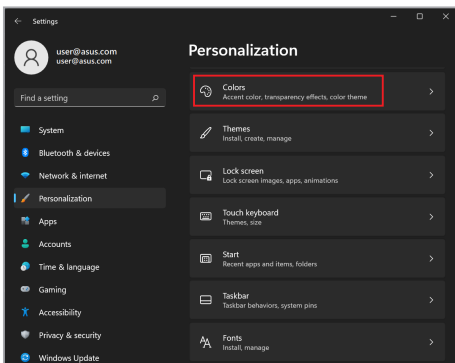 Settings
user@asus.com
user@asus.com
Find a setting
System
Bluetooth & devices
Network & internet
Personalization
Apps
Accounts
Time & language
Gaming
Accessibility
Privacy & security
Windows Update
Personalization
Colors
Accent color, transparency effects, color theme
Themes
Install, create, manage
Lock screen
Lock screen images, apps, animations
Touch keyboard
Themes, size
Start
Recent apps and items, folders
Taskbar
Taskbar behaviors, system pins
Fonts
Install, manage